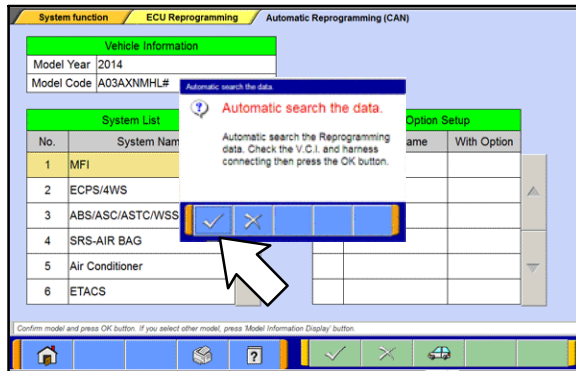 System function
ECU Reprogramming
Automatic Reprogramming (CAN)
Vehicle Information
Model Year 2014
Model Code A03AXNMHL#
System List
No. System Nam
1 MFI
2 ECPS/4WS
3 ABS/ASC/ASTC/WSS
4 SRS-AIR BAG
5 Air Conditioner
6 ETACS
Automatic search the data.
Automatic search the data.
Automatic search the Reprogramming
data. Check the V.C.I. and harness
connecting then press the OK button.
Option Setup
ame With Option
Confirm model and press OK button. If you select other model, press 'Model Information Display' button.
?